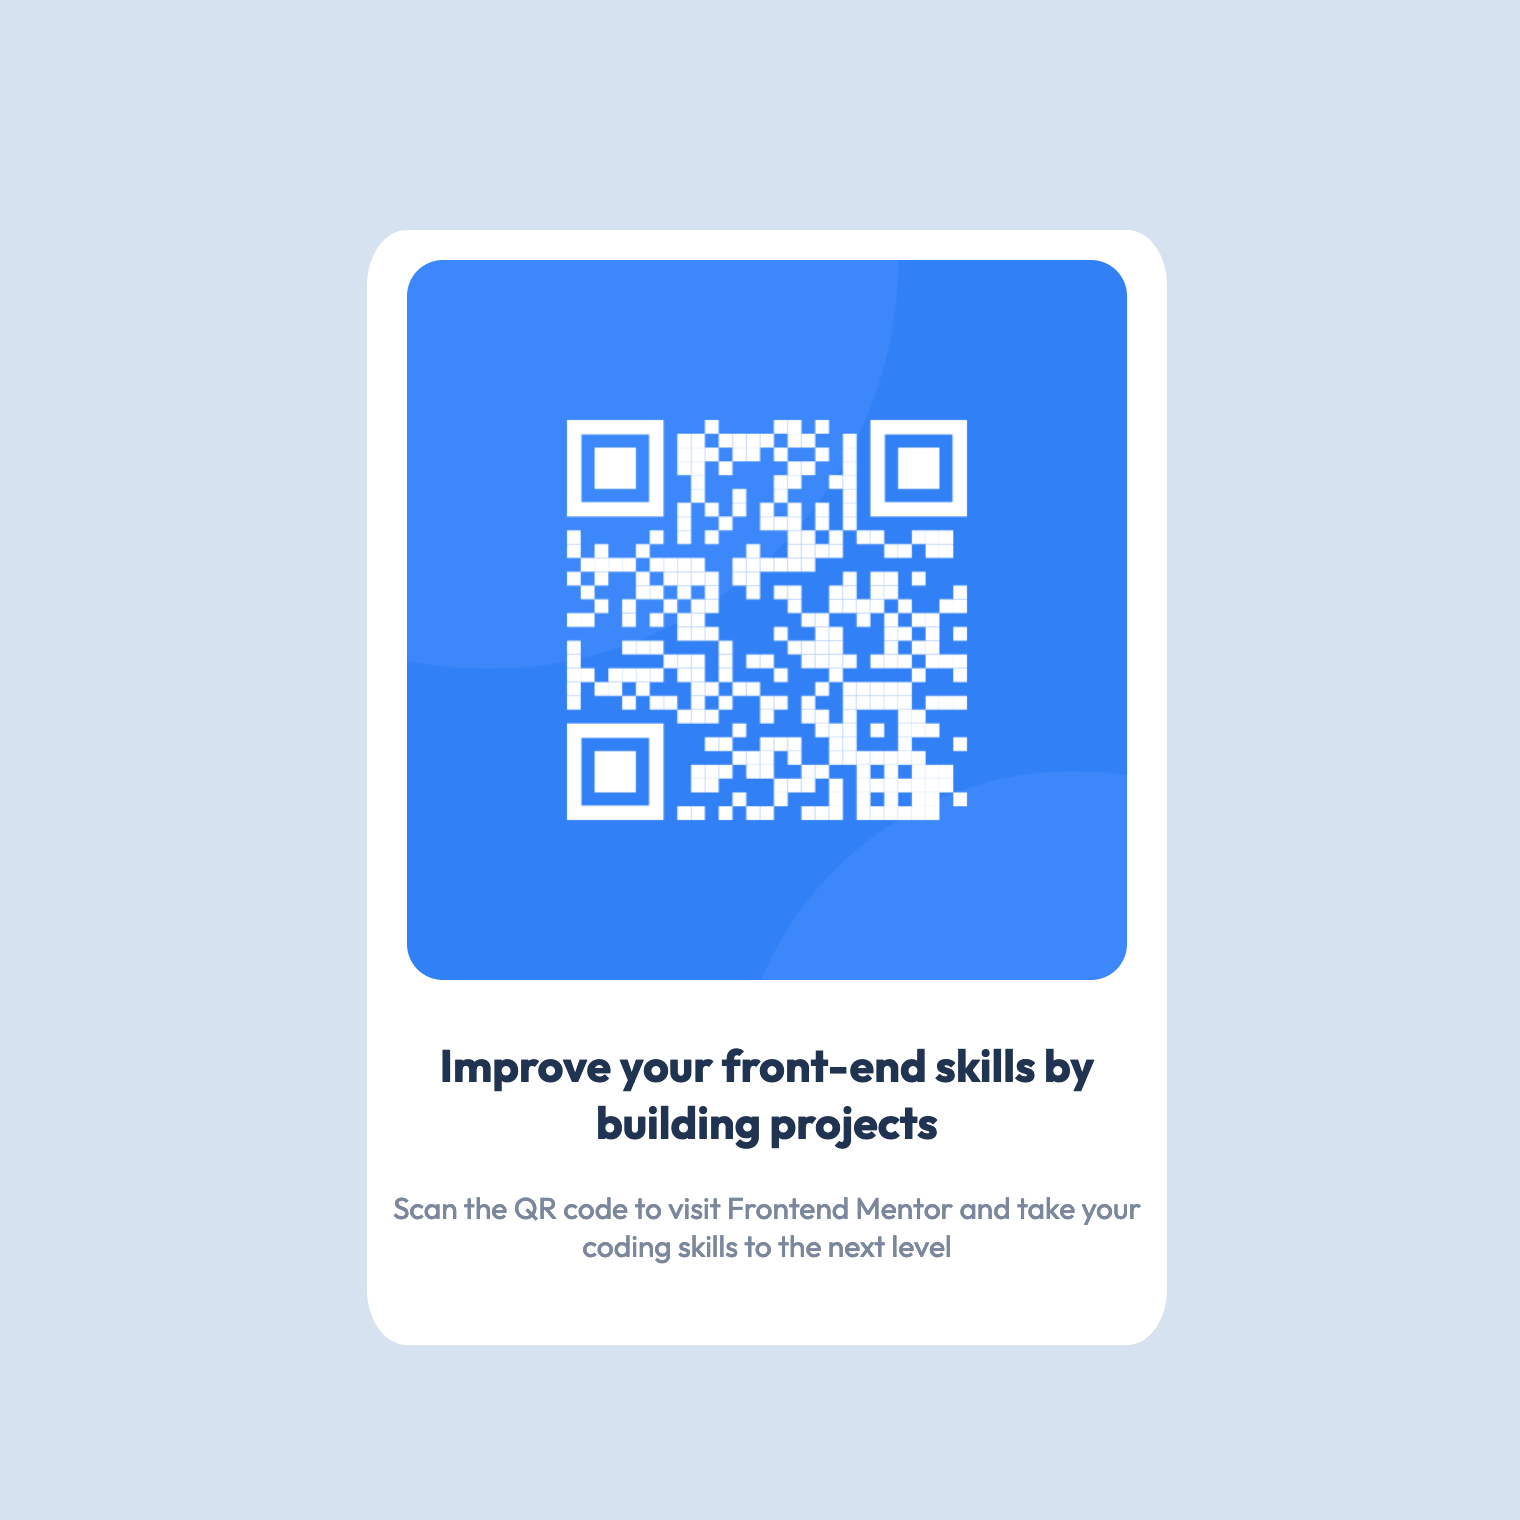 Improve your front-end skills by
building projects
Scan the QR code to visit Frontend Mentor and take your
coding skills to the next level